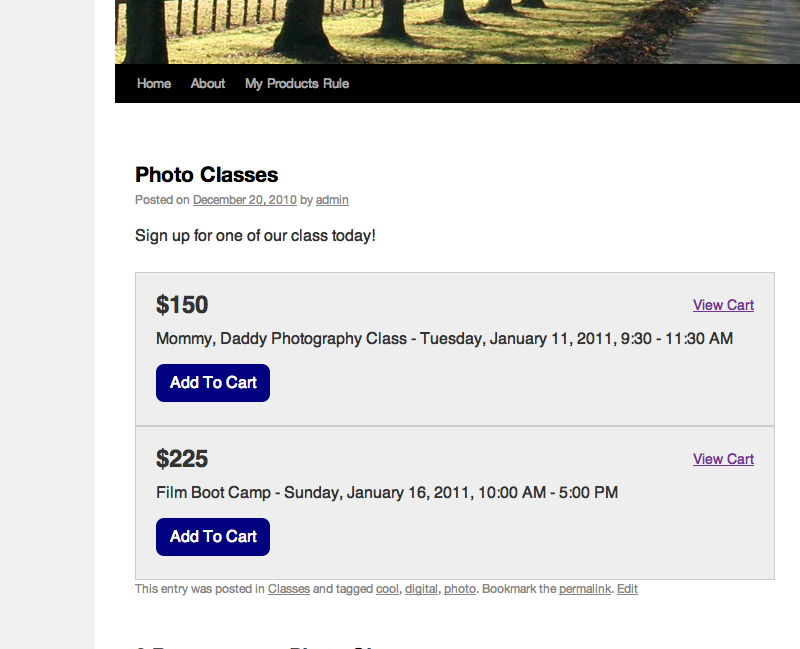 Home About My Products Rule
Photo Classes
Posted on December 20, 2010 by admin
Sign up for one of our class today!
$150 View Cart
Mommy, Daddy Photography Class - Tuesday, January 11, 2011, 9:30 - 11:30 AM
Add To Cart
$225 View Cart
Film Boot Camp - Sunday, January 16, 2011, 10:00 AM - 5:00 PM
Add To Cart
This entry was posted in Classes and tagged cool, digital, photo. Bookmark the permalink. Edit